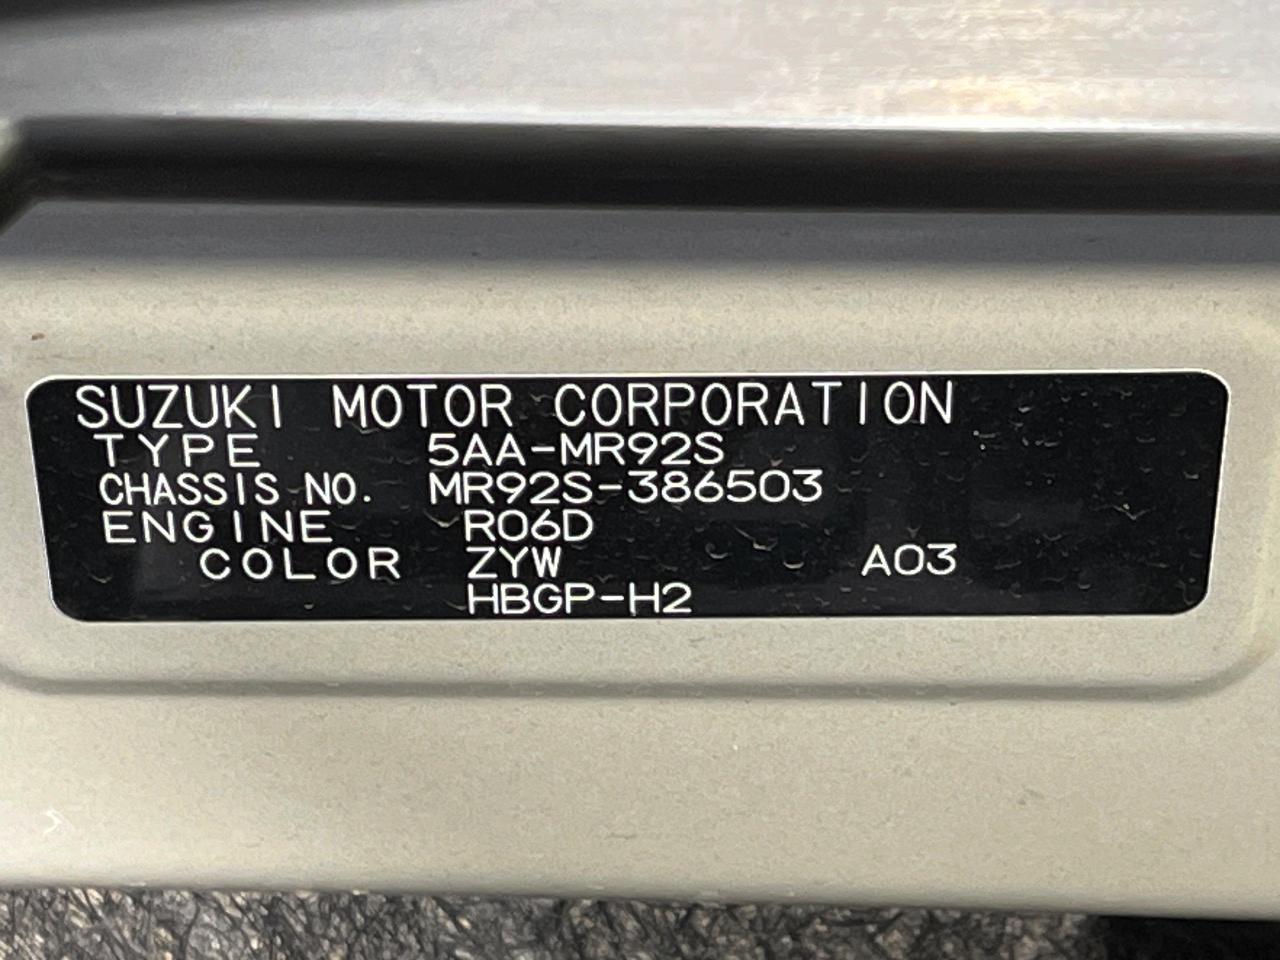 SUZUKI MOTOR CORPORATION
TYPE 5AA-MR92S
CHASSIS NO. MR92S-386503
ENGINE R06D
COLOR ZYW A03
HBGP-H2